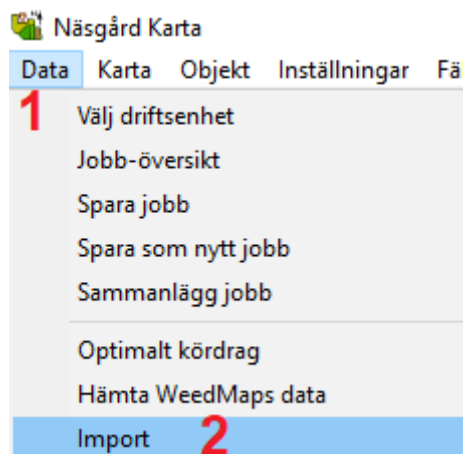 Näsgård Karta
Data Karta Objekt Inställningar Fä
1
Välj driftsenhet
Jobb-översikt
Spara jobb
Spara som nytt jobb
Sammanlägg jobb
Optimalt kördrag
Hämta WeedMaps data
Import 2